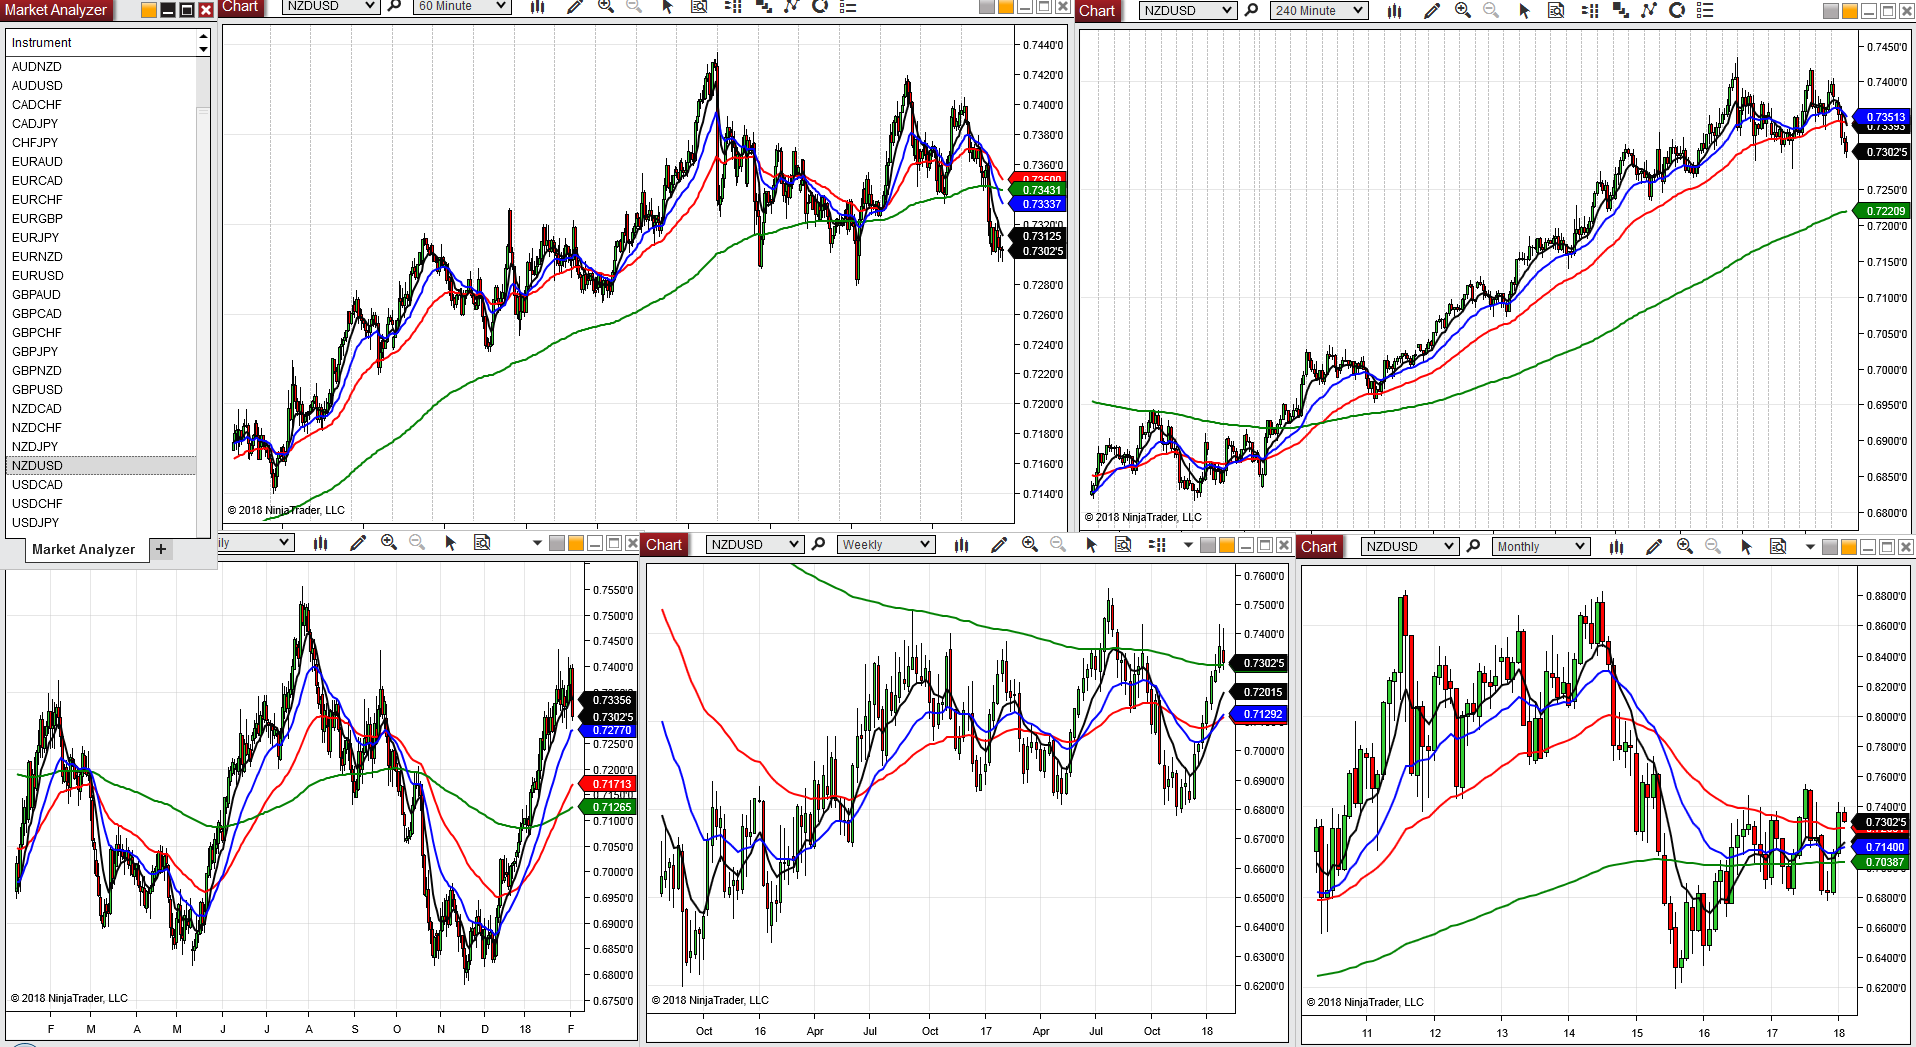 Market Analyzer
Instrument
AUDNZD
AUDUSD
CADCHF
CADJPY
CHFJPY
EURAUD
EURCAD
EURCHF
EURGBP
EURJPY
EURNZD
EURUSD
GBPAUD
GBPCAD
GBPCHF
GBPJPY
GBPNZD
GBPUSD
NZDCAD
NZDCHF
NZDJPY
NZDUSD
USDCAD
USDCHF
USDJPY
Market Analyzer +
Chart NZDUSD 60 Minute
0.7440'0
0.7420'0
0.7400'0
0.7380'0
0.7360'0
0.73500
0.73431
0.73337
0.7320'0
0.73125
0.7302'5
0.7280'0
0.7260'0
0.7240'0
0.7220'0
0.7200'0
0.7180'0
0.7160'0
0.7140'0
© 2018 NinjaTrader, LLC
Chart NZDUSD 240 Minute
0.7450'0
0.7400'0
0.73513
0.73393
0.7302'5
0.7250'0
0.72209
0.7200'0
0.7150'0
0.7100'0
0.7050'0
0.7000'0
0.6950'0
0.6900'0
0.6850'0
0.6800'0
© 2018 NinjaTrader, LLC
ily
0.7550'0
0.7500'0
0.7450'0
0.7400'0
0.73356
0.7302'5
0.72770
0.7250'0
0.7200'0
0.71713
0.7150'0
0.71265
0.7100'0
0.7050'0
0.7000'0
0.6950'0
0.6900'0
0.6850'0
0.6800'0
0.6750'0
© 2018 NinjaTrader, LLC
F M A M J J A S O N D 18 F
Chart NZDUSD Weekly
0.7600'0
0.7500'0
0.7400'0
0.7302'5
0.72015
0.71292
0.7000'0
0.6900'0
0.6800'0
0.6700'0
0.6600'0
0.6500'0
0.6400'0
0.6300'0
0.6200'0
© 2018 NinjaTrader, LLC
Oct 16 Apr Jul Oct 17 Apr Jul Oct 18
Chart NZDUSD Monthly
0.8800'0
0.8600'0
0.8400'0
0.8200'0
0.8000'0
0.7800'0
0.7600'0
0.7400'0
0.7302'5
0.71400
0.70387
0.6800'0
0.6600'0
0.6400'0
0.6200'0
© 2018 NinjaTrader, LLC
11 12 13 14 15 16 17 18